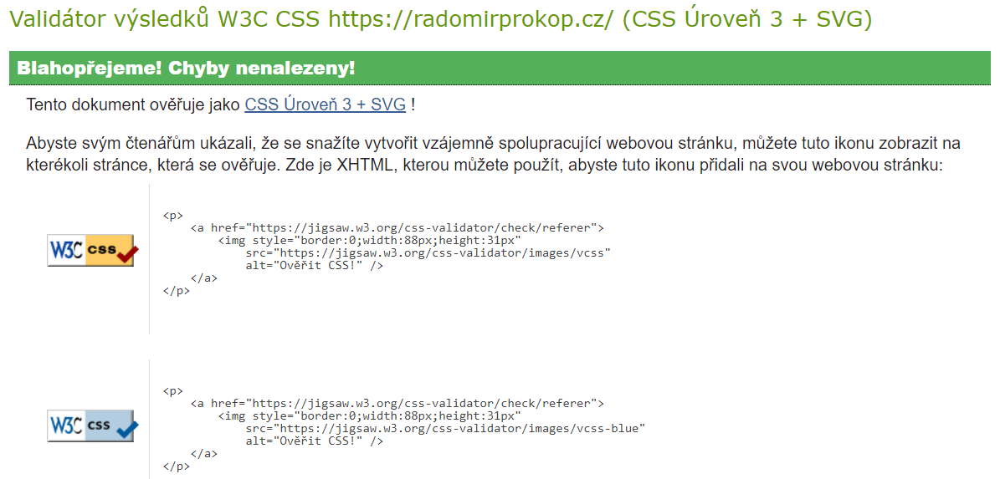 Validátor výsledků W3C CSS https://radomirprokop.cz/ (CSS Úroveň 3 + SVG)
Blahopřejeme! Chyby nenalezeny!
Tento dokument ověřuje jako CSS Úroveň 3 + SVG !
Abyste svým čtenářům ukázali, že se snažíte vytvořit vzájemně spolupracující webovou stránku, můžete tuto ikonu zobrazit na
kterékoli stránce, která se ověřuje. Zde je XHTML, kterou můžete použít, abyste tuto ikonu přidali na svou webovou stránku:
W3C css
<p>
    <a href="https://jigsaw.w3.org/css-validator/check/referer">
        <img style="border:0;width:88px;height:31px"
            src="https://jigsaw.w3.org/css-validator/images/vcss"
            alt="Ověřit CSS!" />
    </a>
</p>
W3C css
<p>
    <a href="https://jigsaw.w3.org/css-validator/check/referer">
        <img style="border:0;width:88px;height:31px"
            src="https://jigsaw.w3.org/css-validator/images/vcss-blue"
            alt="Ověřit CSS!" />
    </a>
</p>